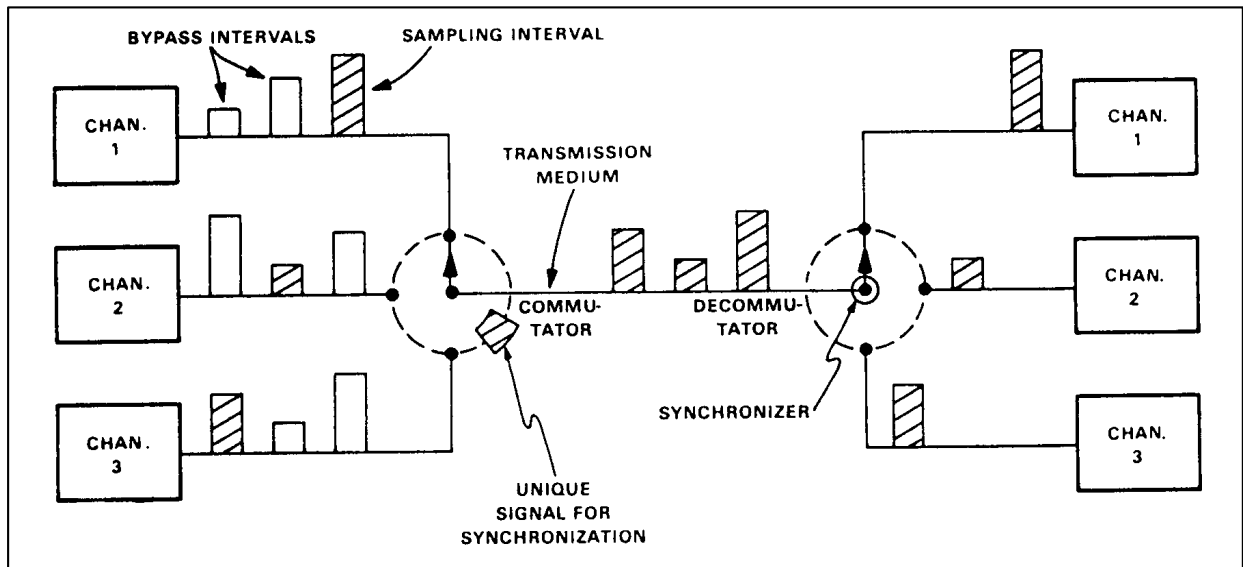 BYPASS INTERVALS
SAMPLING INTERVAL
CHAN.
1
CHAN.
1
TRANSMISSION
MEDIUM
CHAN.
2
COMMU-
TATOR
DECOMMU-
TATOR
CHAN.
2
CHAN.
3
SYNCHRONIZER
CHAN.
3
UNIQUE
SIGNAL FOR
SYNCHRONIZATION